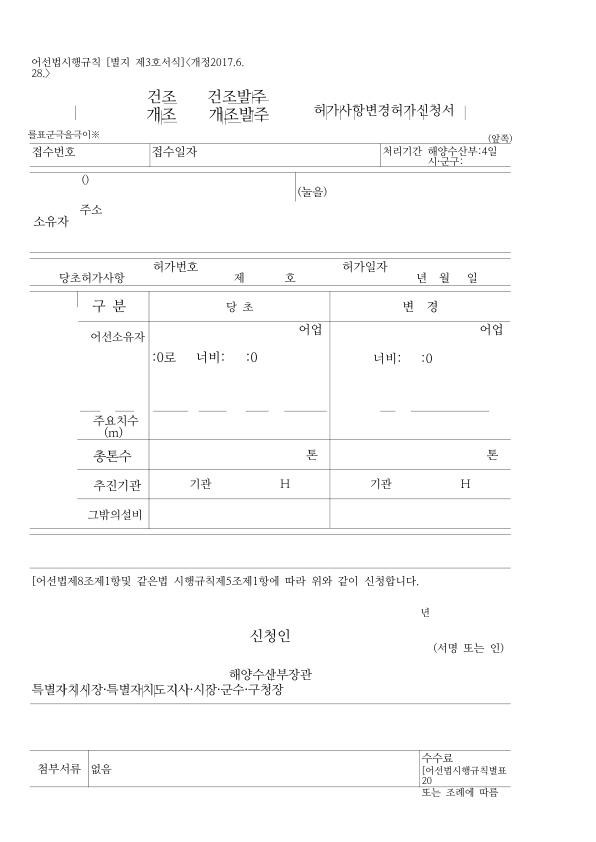 어선법시행규칙 [별지 제3호서식]<개정2017.6.
28.>
건조 건조발주
개조 개조발주 허가사항변경허가신청서
률표군극율극이※
(앞쪽)
접수번호 접수일자 처리기간 해양수산부:4일
시·군구:
()
(눌을)
주소
소유자
허가번호 허가일자
당초허가사항 제 호 년 월 일
구 분 당 초 변 경
어선소유자 어업 어업
:0로 너비: :0 너비: :0
주요치수
(m)
총톤수 톤 톤
추진기관 기관 H 기관 H
그밖의설비
[어선법제8조제1항및 같은법 시행규칙제5조제1항에 따라 위와 같이 신청합니다.
년
신청인
(서명 또는 인)
해양수산부장관
특별자치시장·특별자치도지사·시장·군수·구청장
첨부서류 없음 수수료
[어선법시행규칙별표
20
또는 조례에 따름